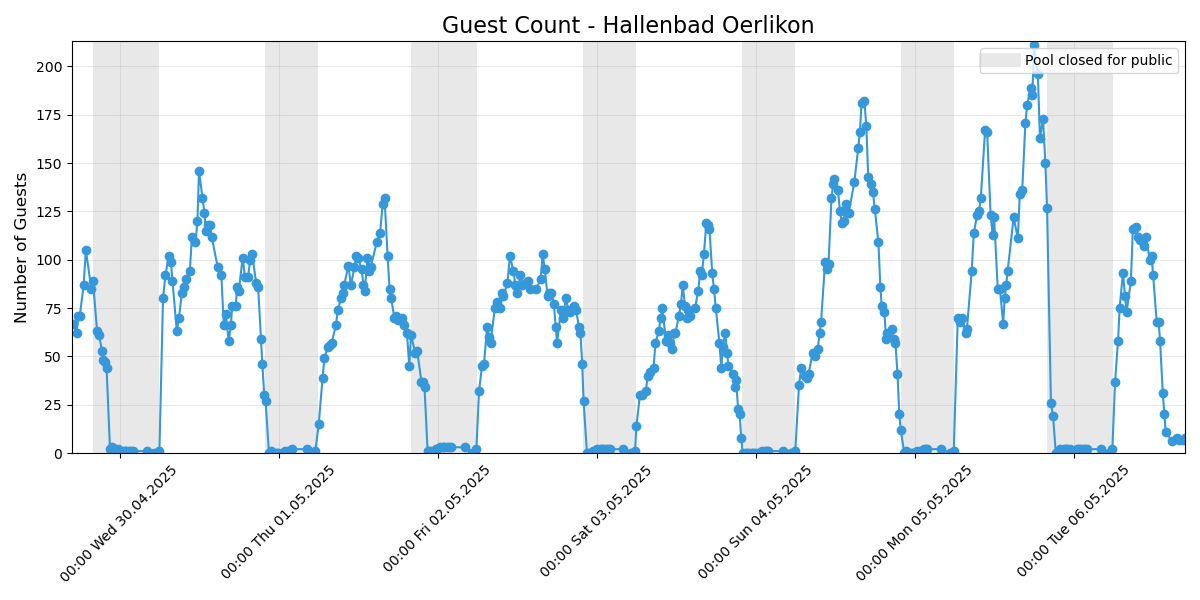 Guest Count - Hallenbad Oerlikon
Pool closed for public
Number of Guests
200
175
150
125
100
75
50
25
0
00:00 Wed 30.04.2025
00:00 Thu 01.05.2025
00:00 Fri 02.05.2025
00:00 Sat 03.05.2025
00:00 Sun 04.05.2025
00:00 Mon 05.05.2025
00:00 Tue 06.05.2025